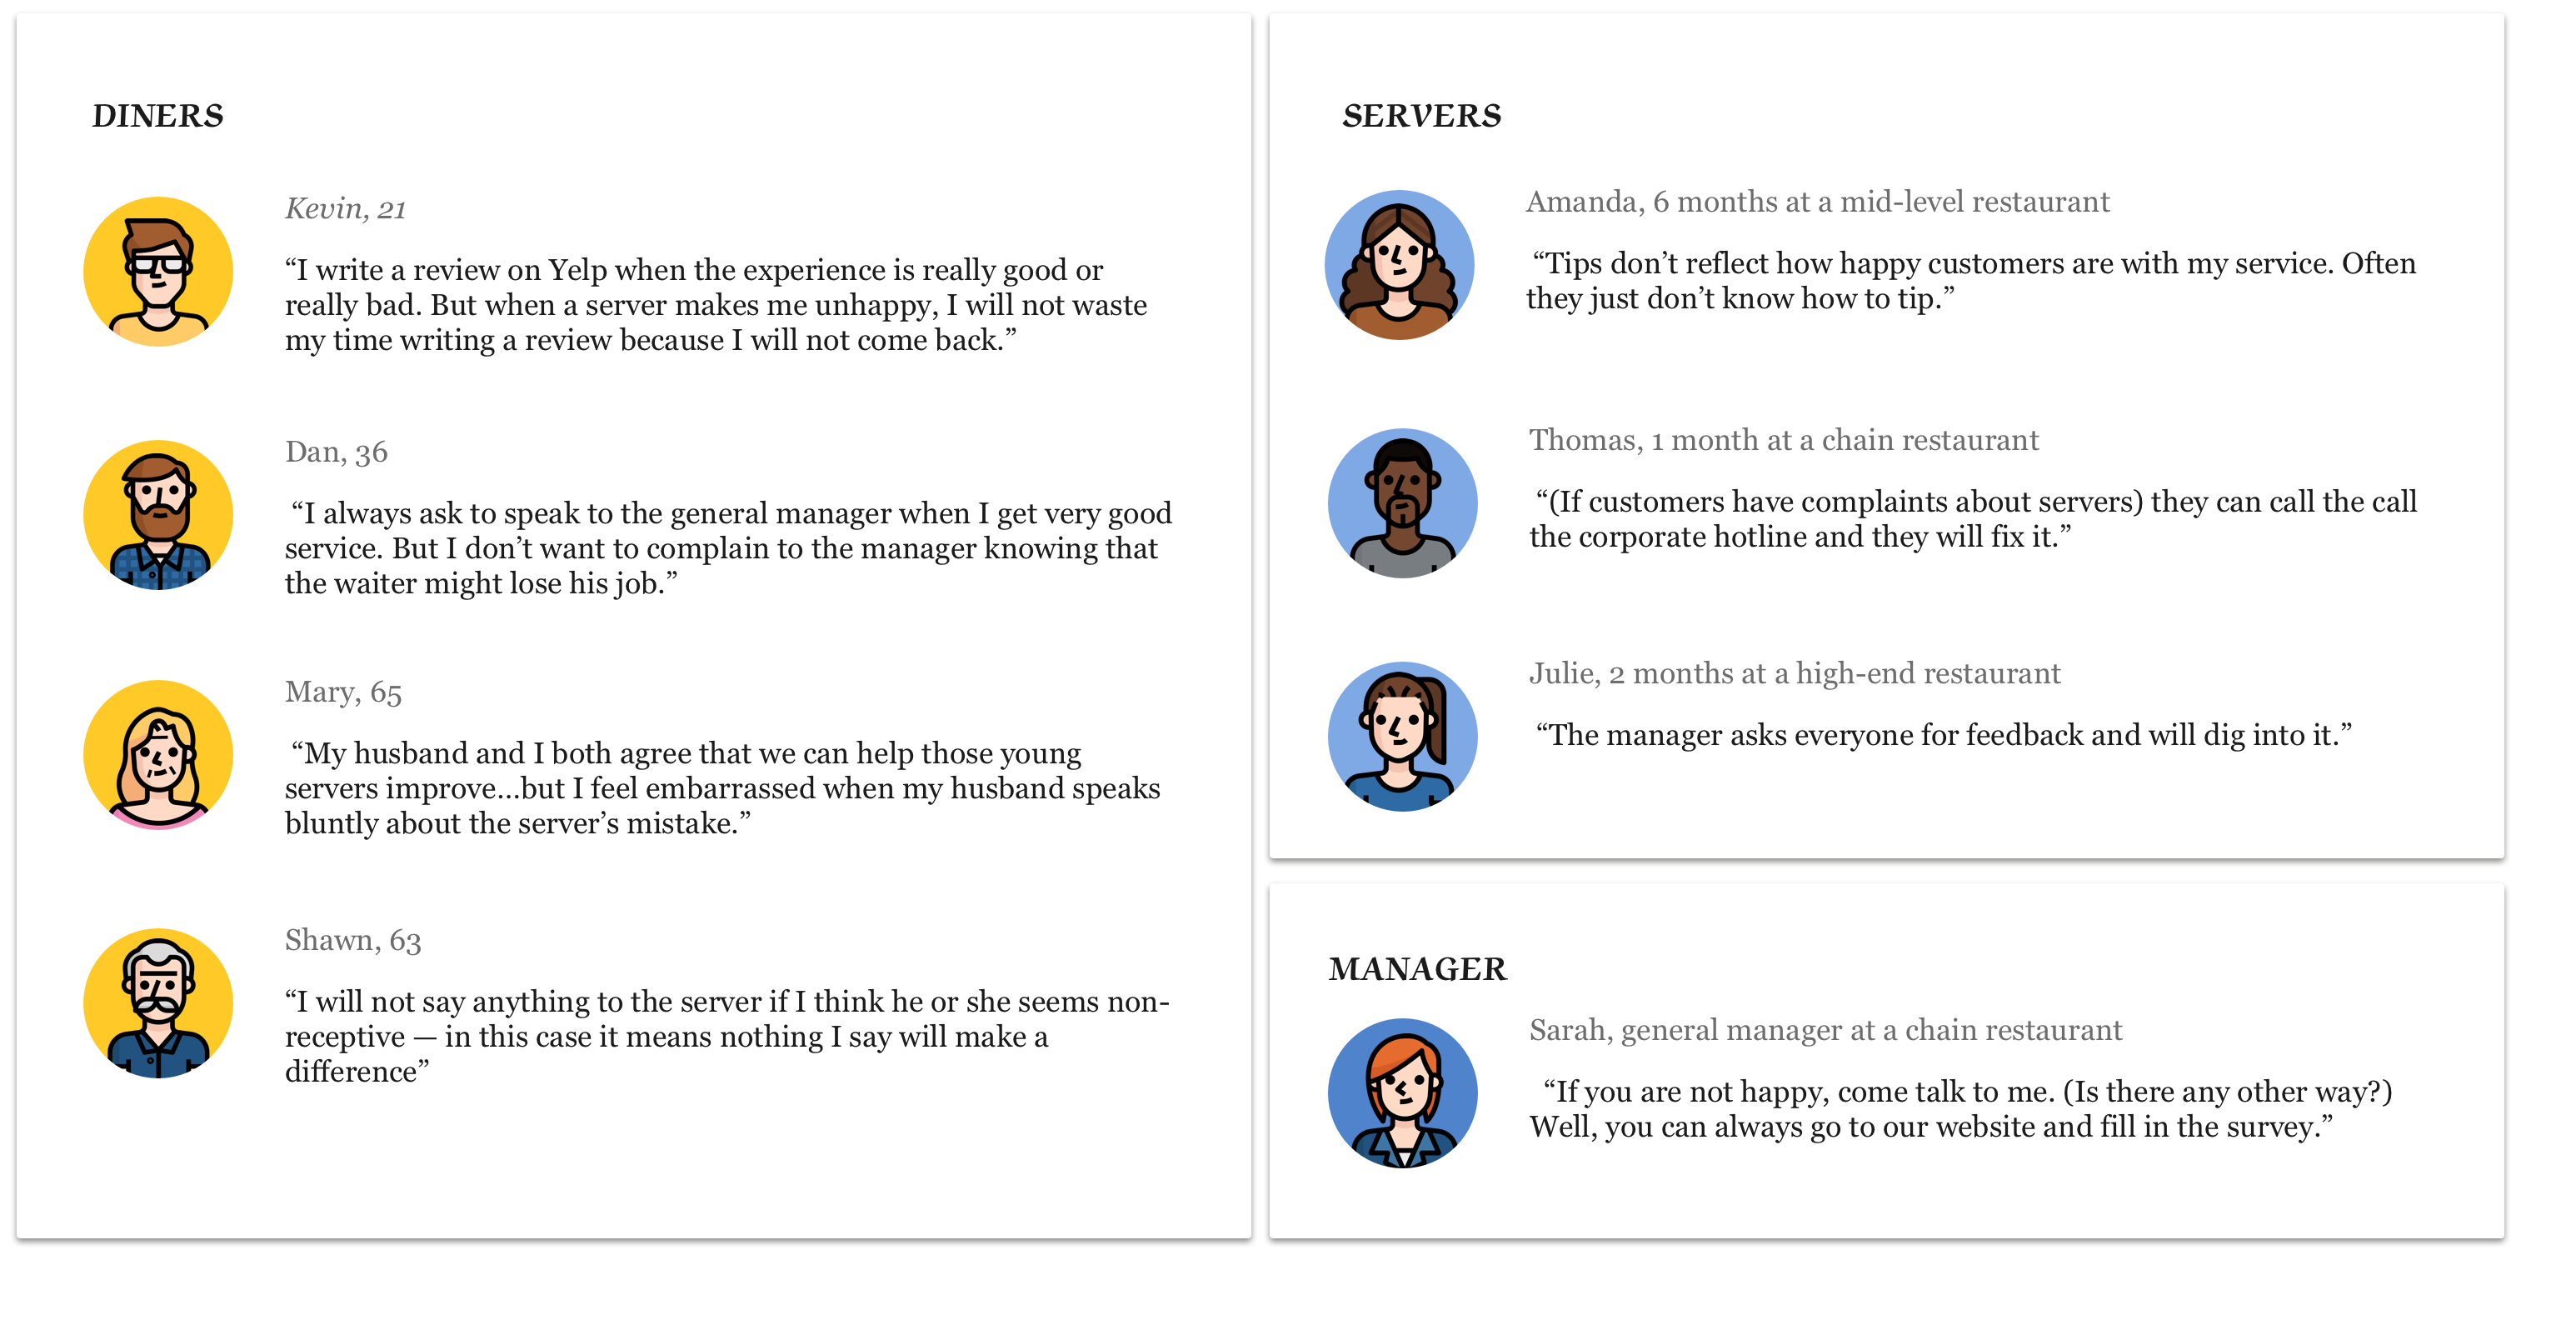 DINERS
Kevin, 21
“I write a review on Yelp when the experience is really good or
really bad. But when a server makes me unhappy, I will not waste
my time writing a review because I will not come back.”
Dan, 36
“I always ask to speak to the general manager when I get very good
service. But I don’t want to complain to the manager knowing that
the waiter might lose his job.”
Mary, 65
“My husband and I both agree that we can help those young
servers improve...but I feel embarrassed when my husband speaks
bluntly about the server’s mistake.”
Shawn, 63
“I will not say anything to the server if I think he or she seems non-
receptive — in this case it means nothing I say will make a
difference”
SERVERS
Amanda, 6 months at a mid-level restaurant
“Tips don’t reflect how happy customers are with my service. Often
they just don’t know how to tip.”
Thomas, 1 month at a chain restaurant
“(If customers have complaints about servers) they can call the call
the corporate hotline and they will fix it.”
Julie, 2 months at a high-end restaurant
“The manager asks everyone for feedback and will dig into it.”
MANAGER
Sarah, general manager at a chain restaurant
“If you are not happy, come talk to me. (Is there any other way?)
Well, you can always go to our website and fill in the survey.”